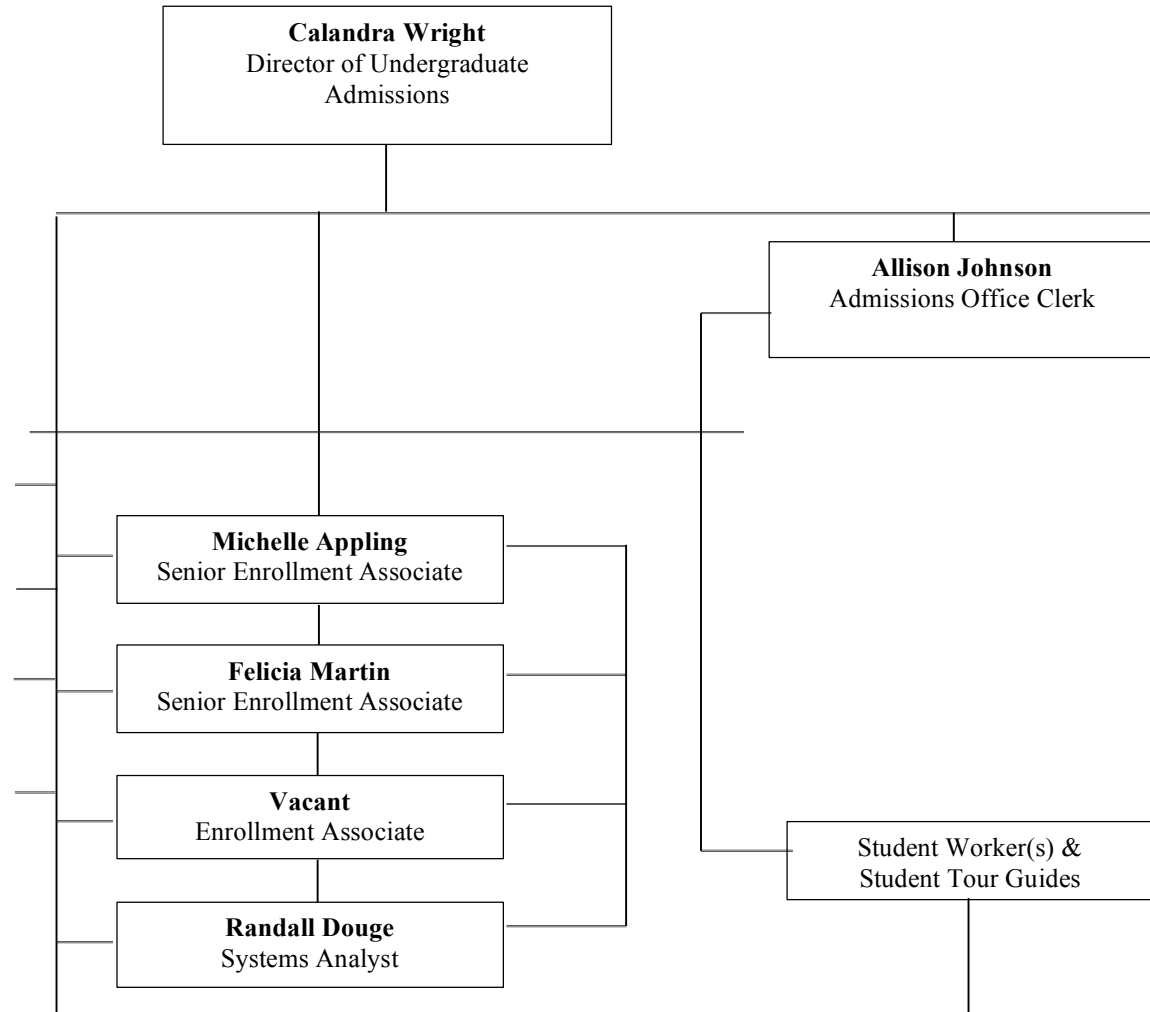 Calandra Wright
Director of Undergraduate
Admissions
Allison Johnson
Admissions Office Clerk
Michelle Appling
Senior Enrollment Associate
Felicia Martin
Senior Enrollment Associate
Vacant
Enrollment Associate
Randall Douge
Systems Analyst
Student Worker(s) &
Student Tour Guides